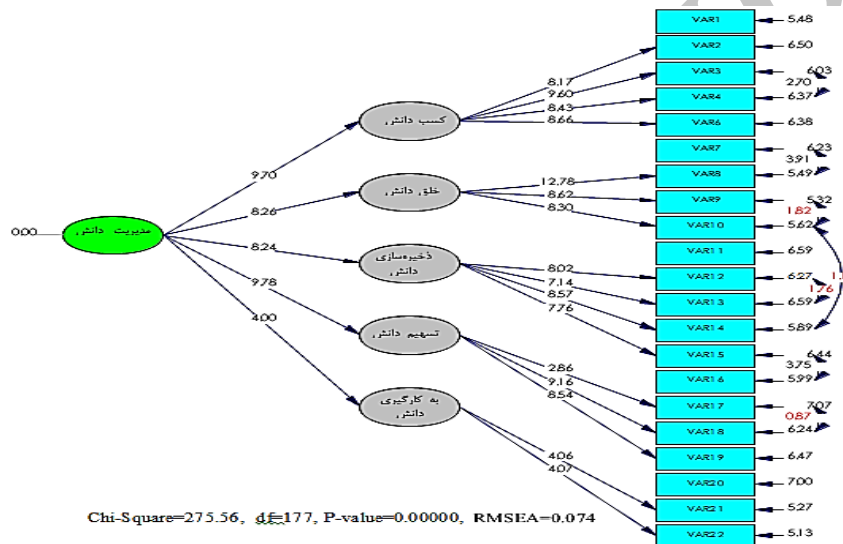 VAR1
5.48
VAR2
6.50
8.17
VAR3
6.03
9.60
2.70
VAR4
6.37
8.43
کسب دانش
8.66
VAR6
6.38
VAR7
6.23
3.91
9.70
VAR8
5.49
12.78
خلق دانش
8.62
VAR9
5.32
8.26
8.30
1.82
VAR10
5.62
0.00
مدیریت دانش
VAR11
6.59
8.24
ذخیره‌سازی
دانش
8.02
VAR12
6.27
7.14
1.76
VAR13
6.59
8.57
9.78
VAR14
5.89
7.76
4.00
تسهیم دانش
VAR15
6.44
3.75
VAR16
5.99
2.86
VAR17
7.07
9.16
0.87
به کارگیری
دانش
VAR18
6.24
8.54
VAR19
6.47
4.06
VAR20
7.00
4.07
VAR21
5.27
VAR22
5.13
Chi-Square=275.56, df=177, P-value=0.00000, RMSEA=0.074